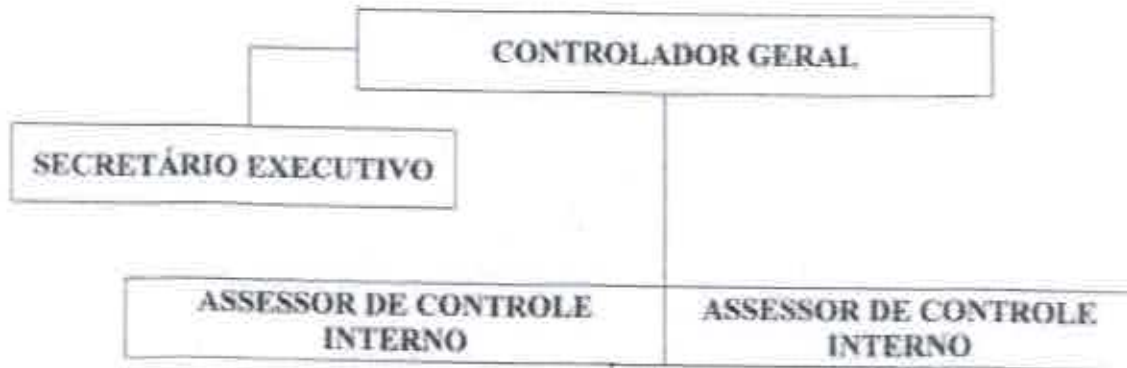 CONTROLADOR GERAL
SECRETÁRIO EXECUTIVO
ASSESSOR DE CONTROLE
INTERNO
ASSESSOR DE CONTROLE
INTERNO